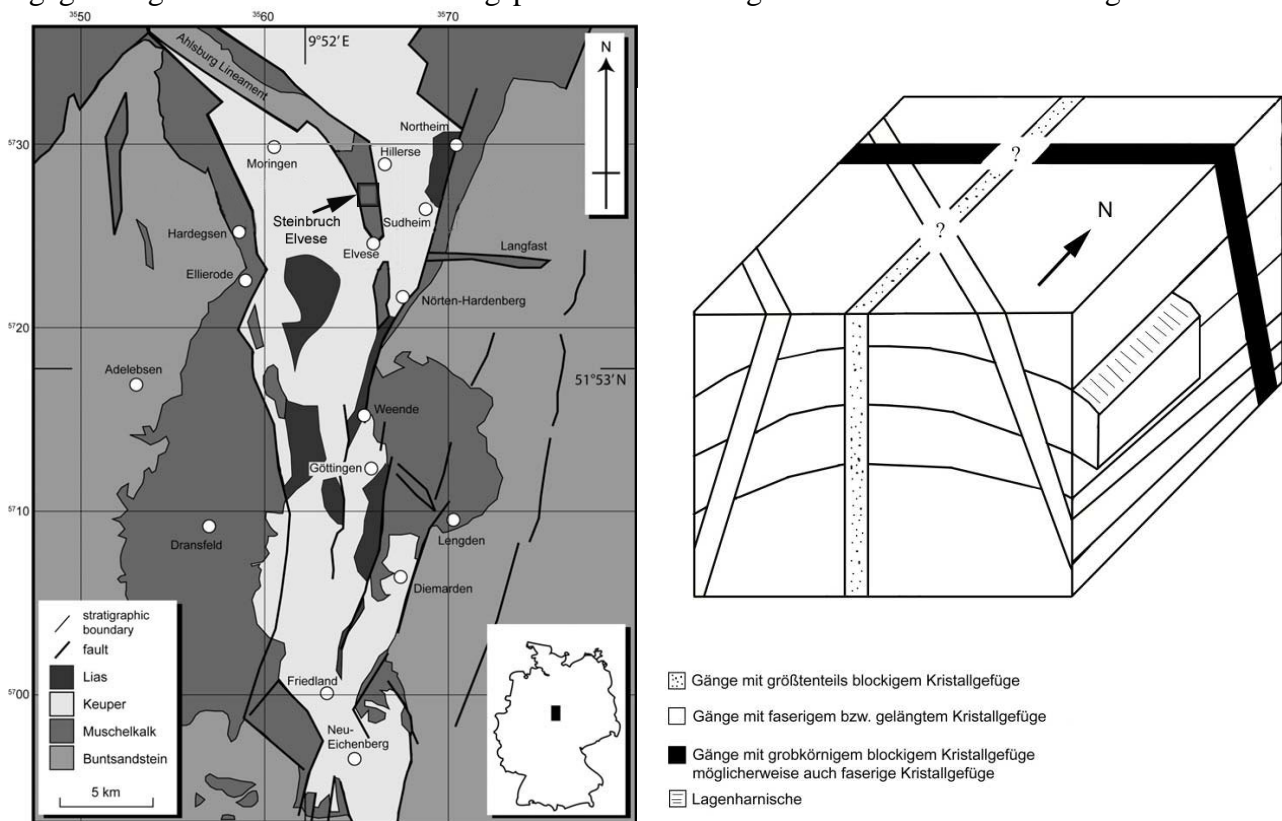 ³⁵50
³⁵60
³⁵70
9°52' E
Ahlsburg Linearment
N
Northeim
⁵⁷30
Moringen
Hillerse
Steinbruch
Elvese
Sudheim
Hardegsen
Elvese
Langfast
Ellierode
Nörten-Hardenberg
⁵⁷20
Adelebsen
51°53' N
Weende
Göttingen
⁵⁷10
Dransfeld
Lengden
Diemarden
stratigraphic
boundary
fault
Lias
Keuper
Muschelkalk
Buntsandstein
5 km
Friedland
⁵⁷00
Neu-
Eichenberg
?
?
N
Gänge mit größtenteils blockigem Kristallgefüge
Gänge mit faserigem bzw. gelängtem Kristallgefüge
Gänge mit grobkörnigem blockigem Kristallgefüge
möglicherweise auch faserige Kristallgefüge
Lagenharnische